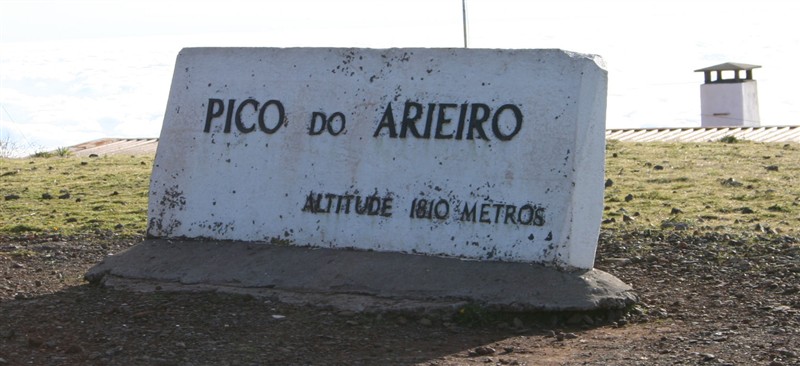 PICO DO ARIEIRO
ALTITUDE 1810 METROS